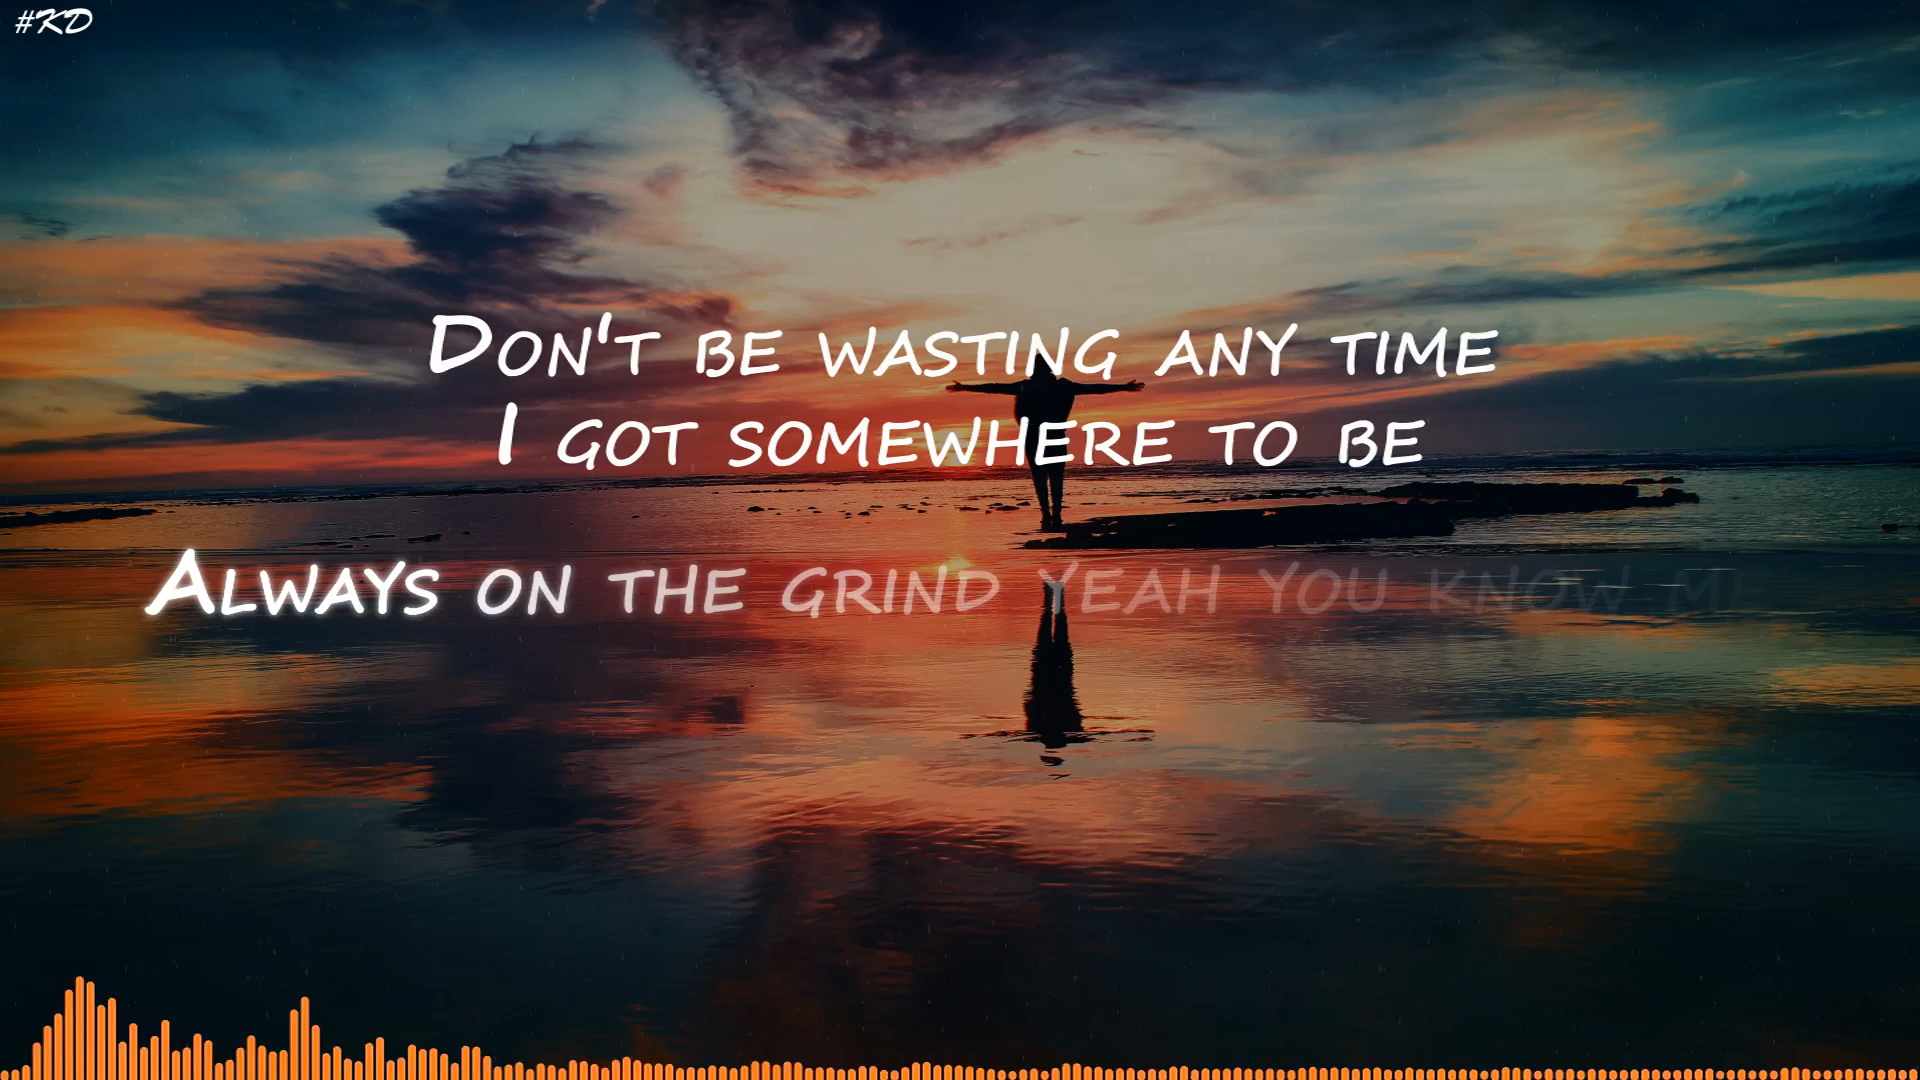 #KD
Don't be wasting any time
I got somewhere to be
Always on the grind yeah you know me